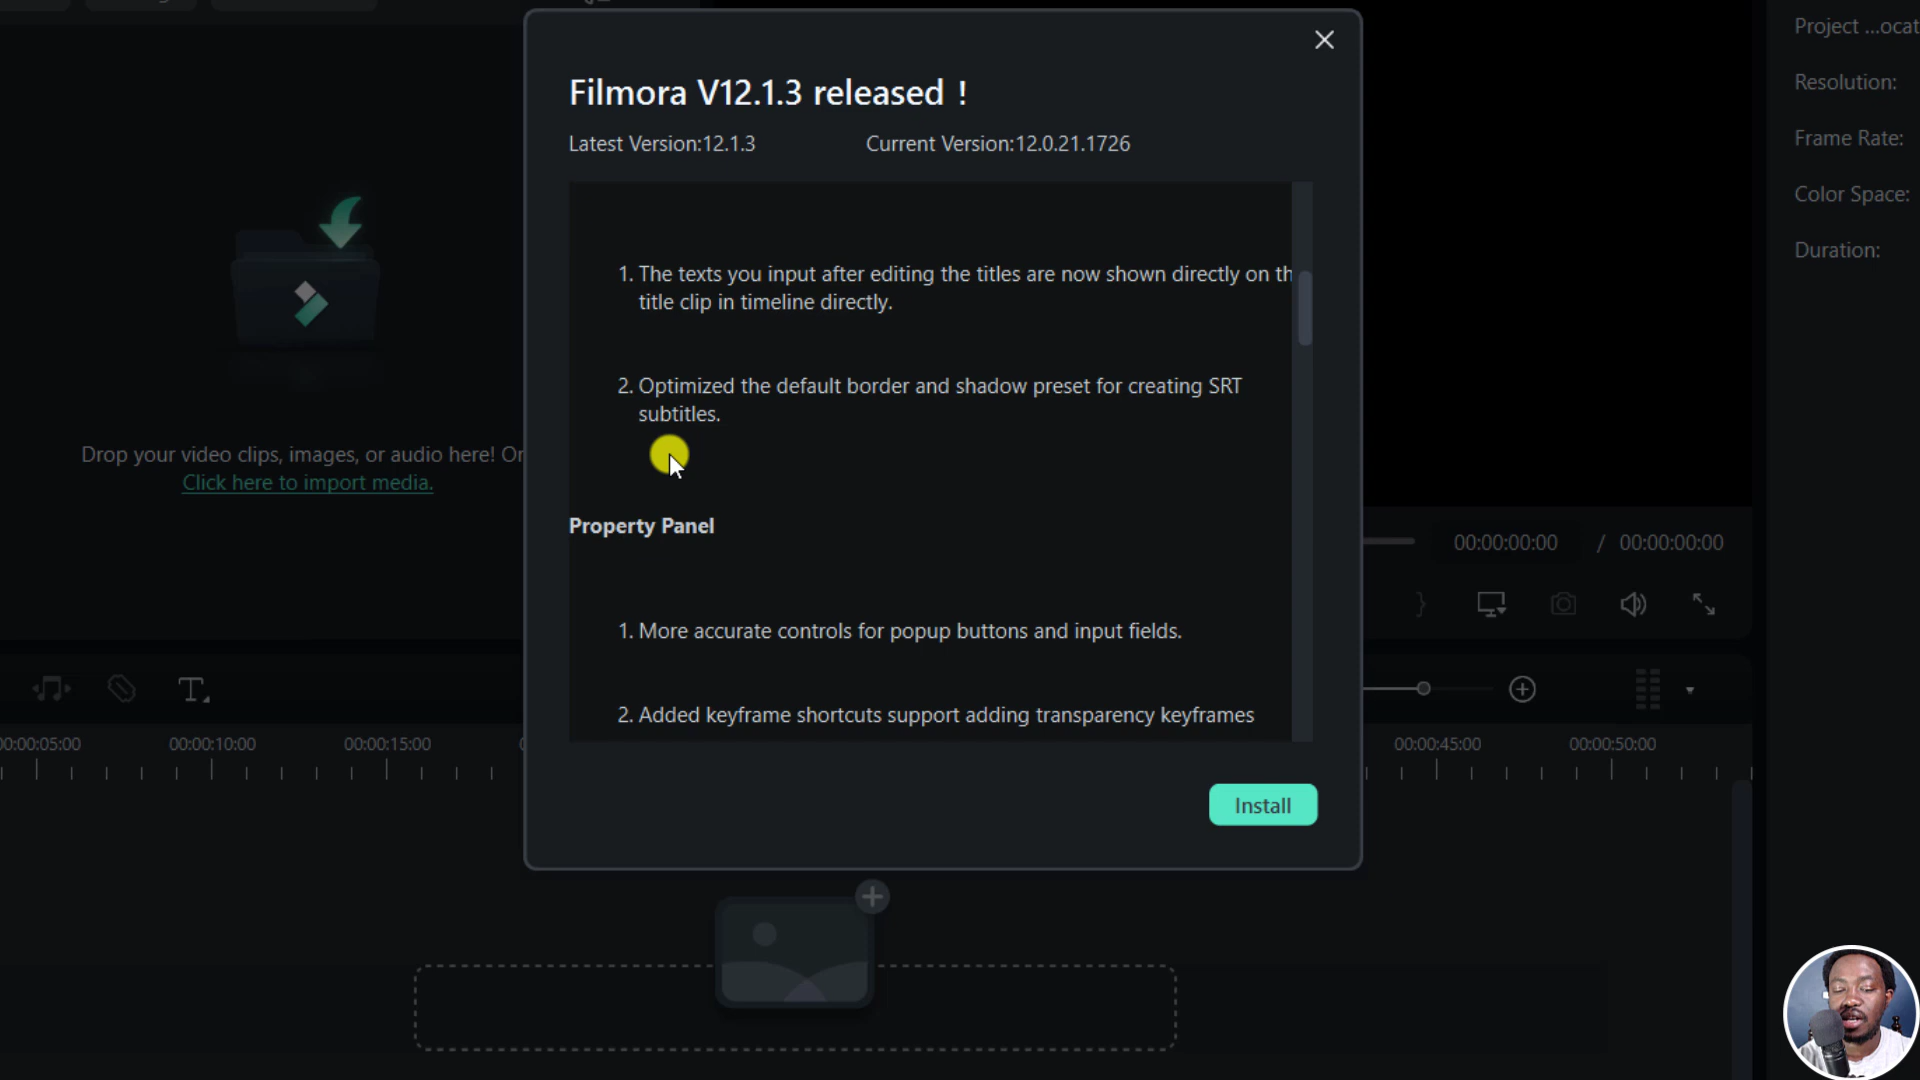 Filmora V12.1.3 released !
Latest Version:12.1.3
Current Version:12.0.21.1726
1. The texts you input after editing the titles are now shown directly on th
title clip in timeline directly.
2. Optimized the default border and shadow preset for creating SRT
subtitles.
Property Panel
1. More accurate controls for popup buttons and input fields.
2. Added keyframe shortcuts support adding transparency keyframes
Install
Drop your video clips, images, or audio here! Or
Click here to import media.
Project ...ocat
Resolution:
Frame Rate:
Color Space:
Duration:
00:00:00:00 / 00:00:00:00
00:00:05:00
00:00:10:00
00:00:15:00
00:00:45:00
00:00:50:00